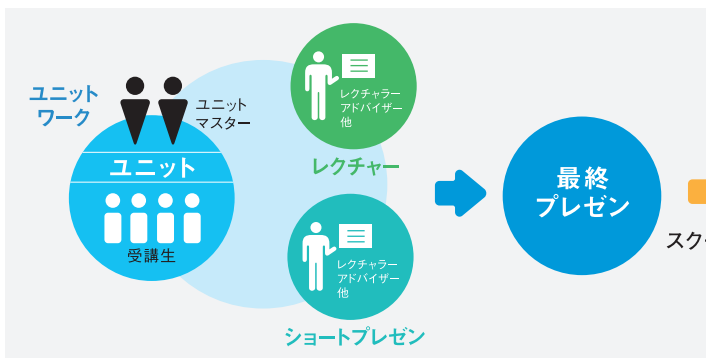 ユニット
ワーク
ユニット
マスター
ユニット
受講生
レクチャラー
アドバイザー
他
レクチャー
レクチャラー
アドバイザー
他
ショートプレゼン
最終
プレゼン
スク